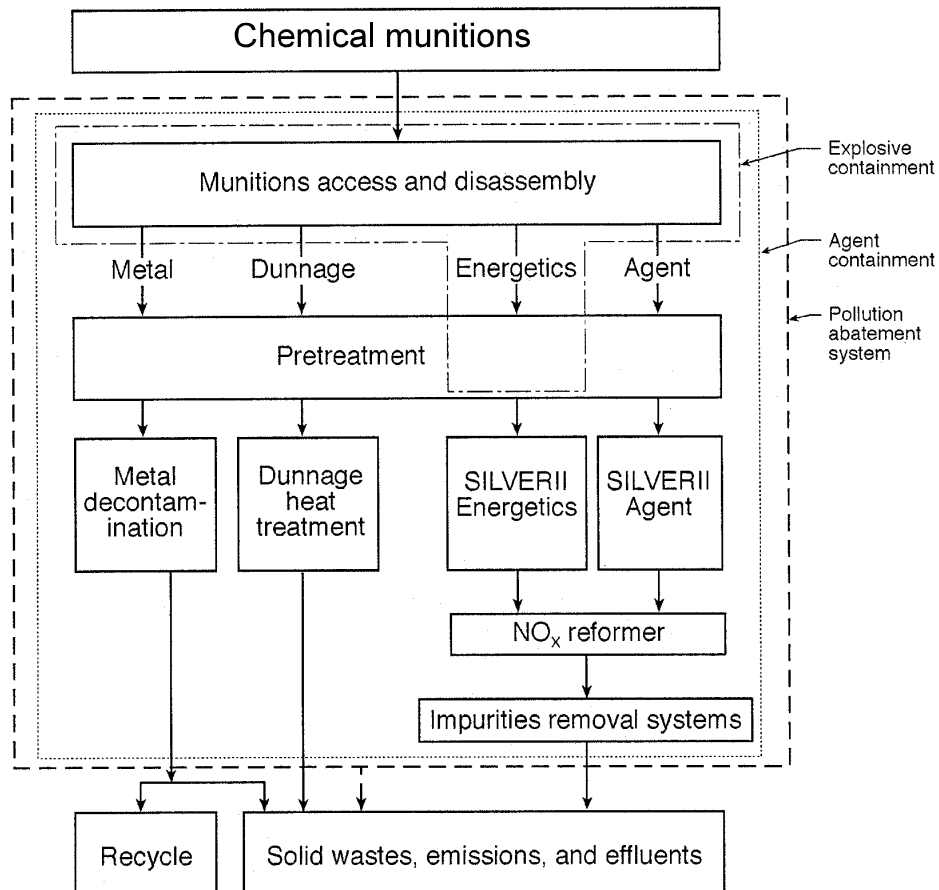 Chemical munitions
Explosive
containment
Munitions access and disassembly
Agent
containment
Metal
Dunnage
Energetics
Agent
Pollution
abatement
system
Pretreatment
Metal
decontam-
ination
Dunnage
heat
treatment
SILVERII
Energetics
SILVERII
Agent
NOx reformer
Impurities removal systems
Recycle
Solid wastes, emissions, and effluents